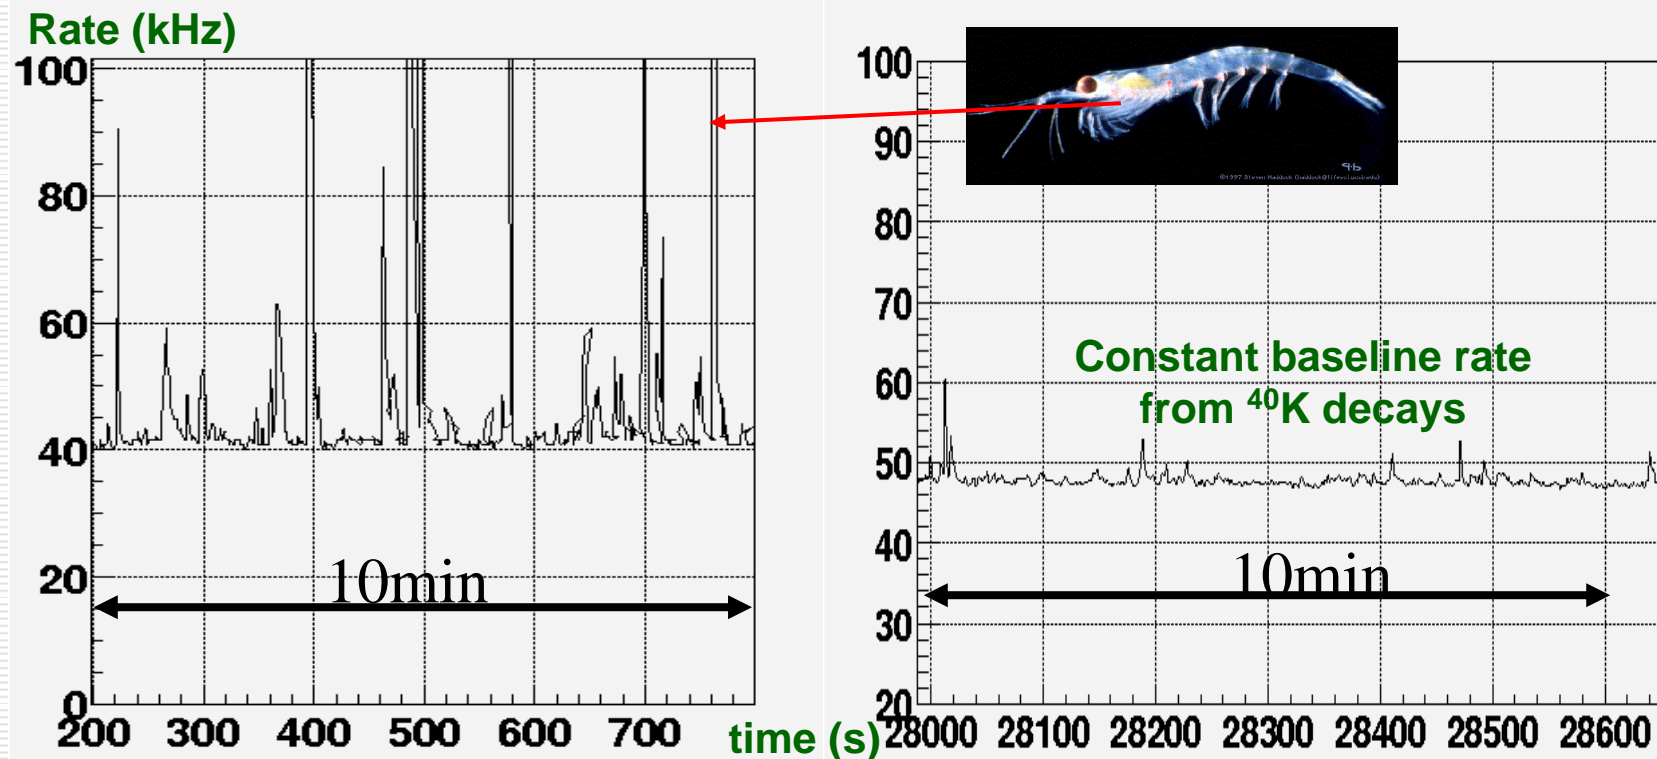 Rate (kHz)
100
80
60
40
20
0
200 300 400 500 600 700
10min
time (s)
100
90
80
70
60
50
40
30
20
28000 28100 28200 28300 28400 28500 28600
Constant baseline rate
from ⁴⁰K decays
10min